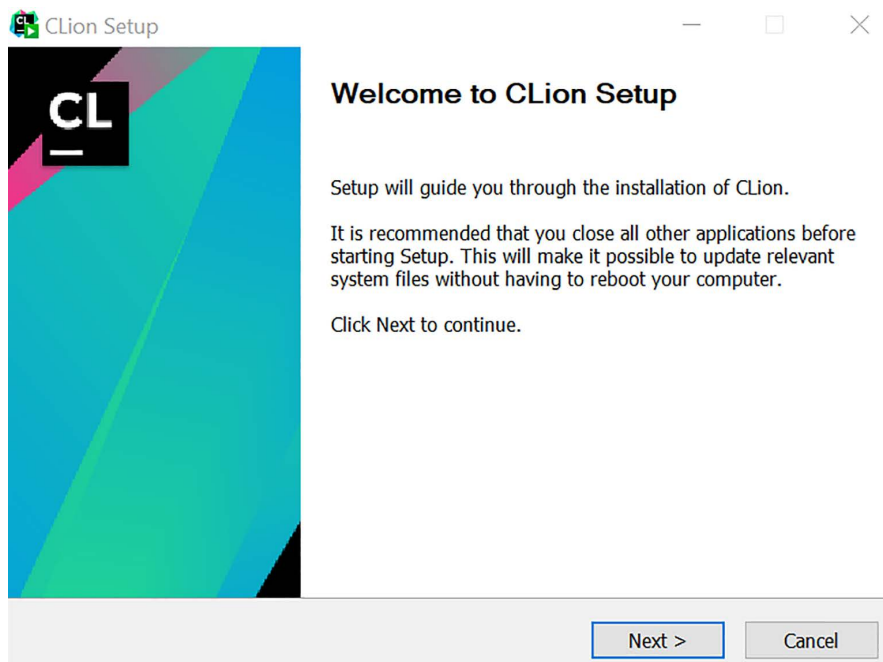 CLion Setup
CL
Welcome to CLion Setup
Setup will guide you through the installation of CLion.
It is recommended that you close all other applications before
starting Setup. This will make it possible to update relevant
system files without having to reboot your computer.
Click Next to continue.
Next >
Cancel